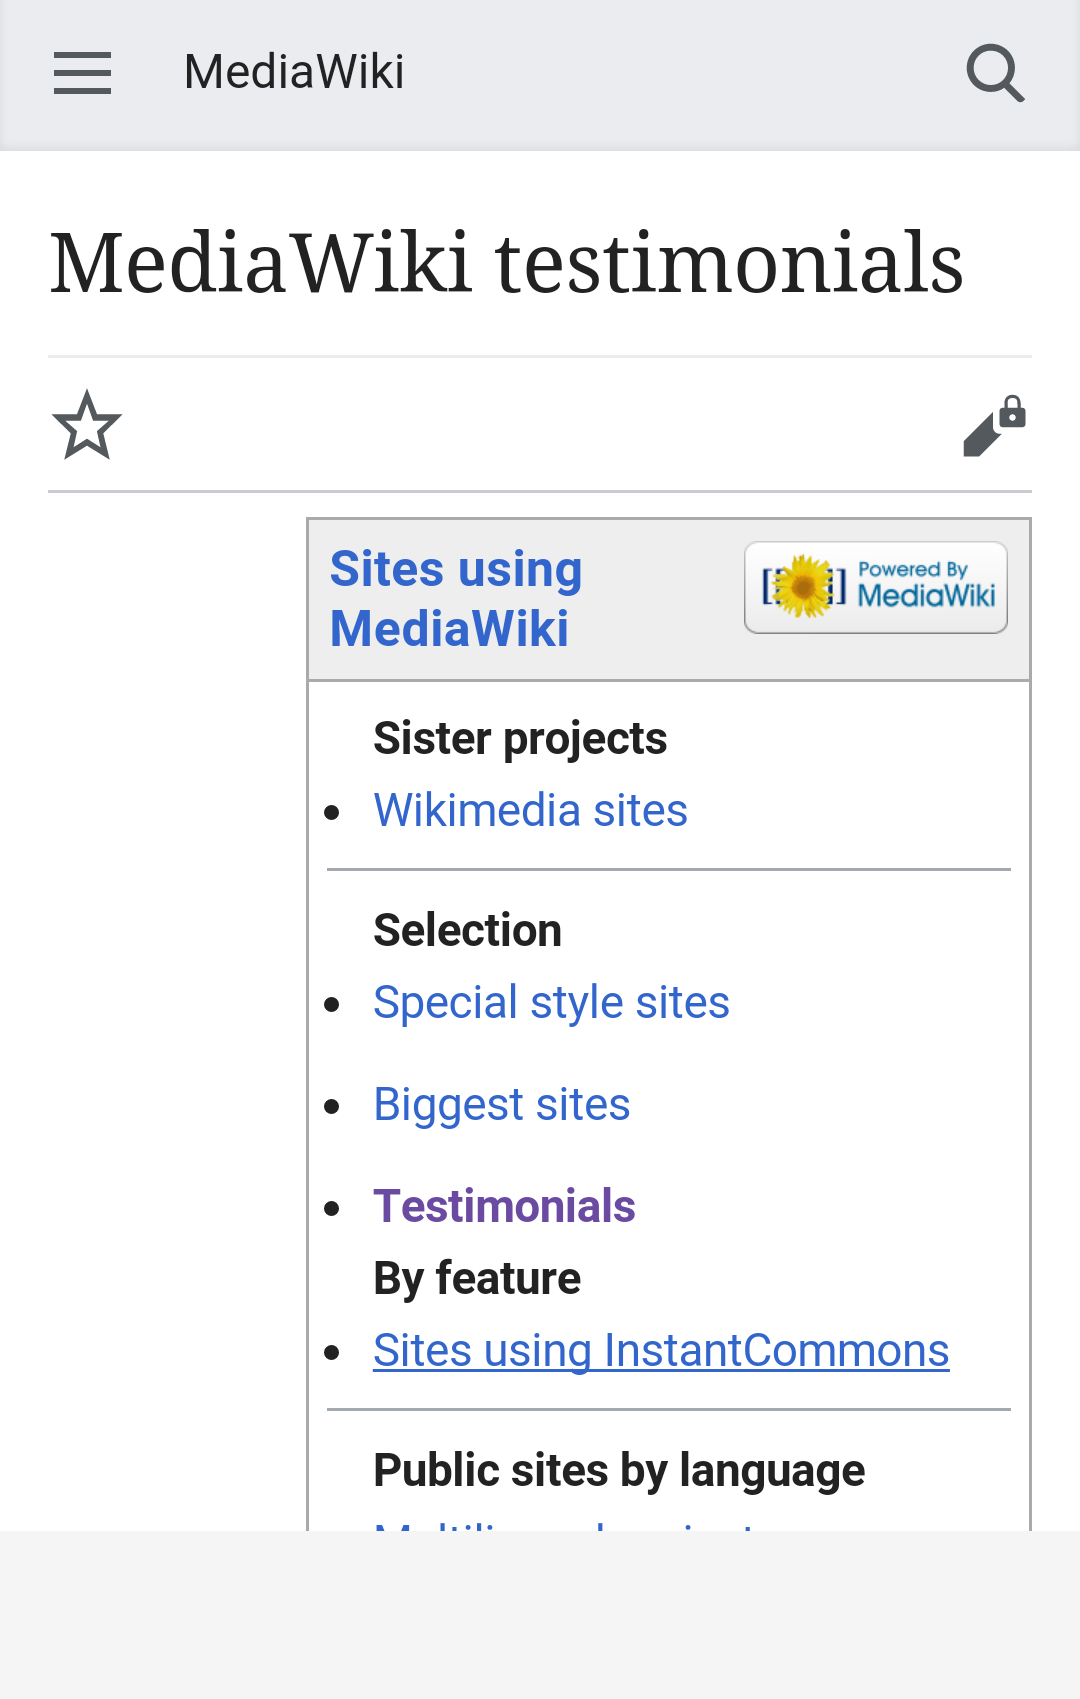 MediaWiki
MediaWiki testimonials
Sites using
MediaWiki
Powered By
MediaWiki
Sister projects
Wikimedia sites
Selection
Special style sites
Biggest sites
Testimonials
By feature
Sites using InstantCommons
Public sites by language